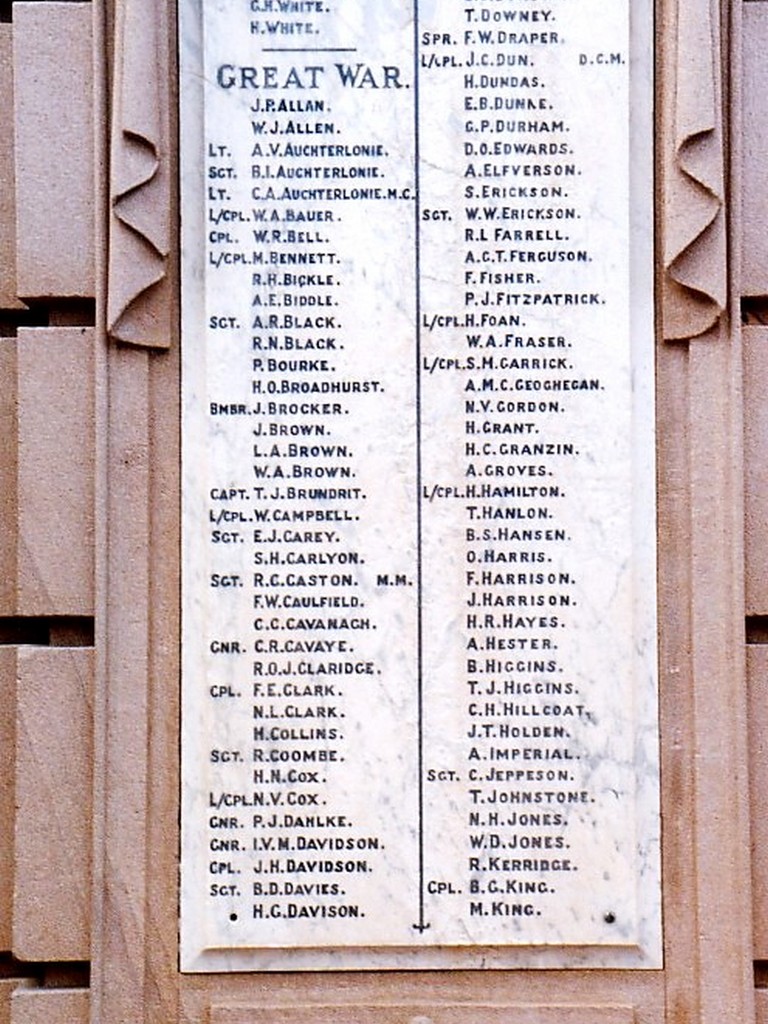 G.H.WHITE.
H.WHITE.
GREAT WAR.
J.P.ALLAN.
W.J.ALLEN.
LT. A.V.AUCHTERLONIE.
SGT. B.I.AUCHTERLONIE.
LT. C.A.AUCHTERLONIE.M.C.
L/CPL.W.A.BAUER.
CPL. W.R.BELL.
L/CPL.M.BENNETT.
R.H.BICKLE.
A.E.BIDDLE.
SGT. A.R.BLACK.
R.N.BLACK.
P.BOURKE.
H.O.BROADHURST.
BMBR.J.BROCKER.
J.BROWN.
L.A.BROWN.
W.A.BROWN.
CAPT. T.J.BRUNDRIT.
L/CPL.W.CAMPBELL.
SGT. E.J.CAREY.
S.H.CARLYON.
SGT. R.C.CASTON. M.M.
F.W.CAULFIELD.
C.C.CAVANAGH.
GNR. C.R.CAVAYE.
R.O.J.CLARIDGE.
CPL. F.E.CLARK.
N.L.CLARK.
M.COLLINS.
SGT. R.COOMBE.
H.N.COX.
L/CPL.N.V.COX.
GNR. P.J.DAHLKE.
GNR. I.V.M.DAVIDSON.
CPL. J.H.DAVIDSON.
SGT. B.D.DAVIES.
H.G.DAVISON.
T.DOWNEY.
SPR. F.W.DRAPER.
L/CPL.J.C.DUN. D.C.M.
H.DUNDAS.
E.B.DUNNE.
G.P.DURHAM.
D.O.EDWARDS.
A.ELFVERSON.
S.ERICKSON.
SGT. W.W.ERICKSON.
R.L FARRELL.
A.G.T.FERGUSON.
F.FISHER.
P.J.FITZPATRICK.
L/CPL.H.FOAN.
W.A.FRASER.
L/CPL.S.M.GARRICK.
A.M.C.GEOGHEGAN.
N.V.GORDON.
H.GRANT.
H.C.GRANZIN.
A.GROVES.
L/CPL.H.HAMILTON.
T.HANLON.
B.S.HANSEN.
O.HARRIS.
F.HARRISON.
J.HARRISON.
H.R.HAYES.
A.HESTER.
B.HIGGINS.
T.J.HIGGINS.
C.H.HILLCOAT.
J.T.HOLDEN.
A.IMPERIAL.
SGT. C.JEPPESON.
T.JOHNSTONE.
N.H.JONES.
W.D.JONES.
R.KERRIDGE.
CPL. B.G.KING.
M.KING.